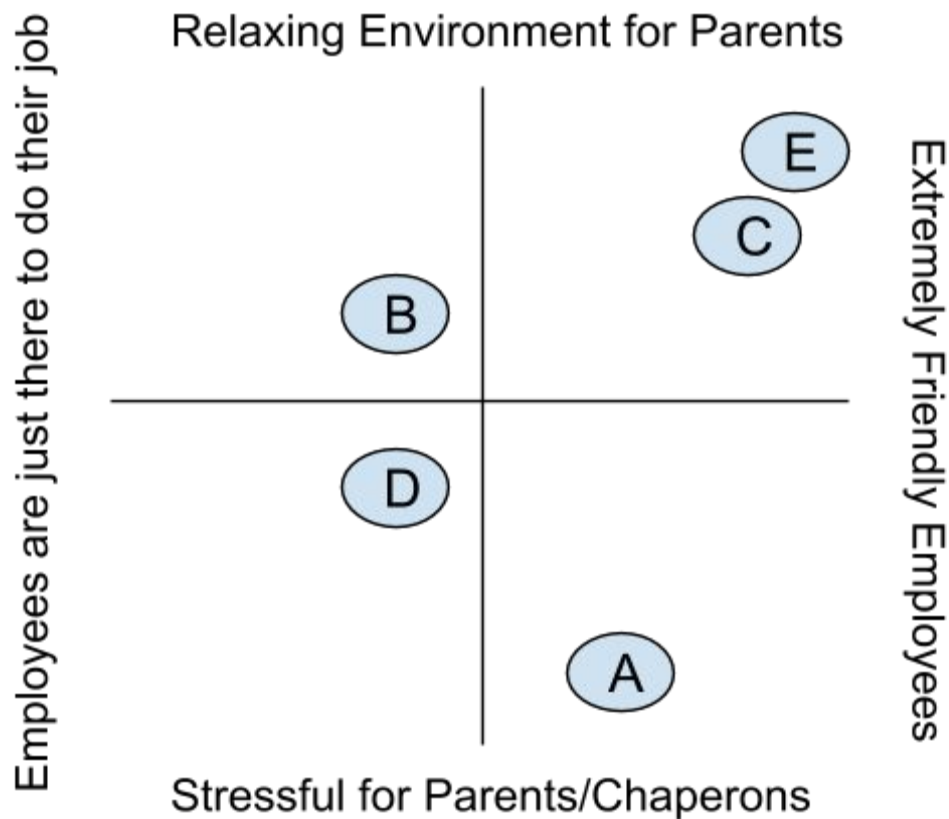 Relaxing Environment for Parents
Employees are just there to do their job
Extremely Friendly Employees
E
C
B
D
A
Stressful for Parents/Chaperons